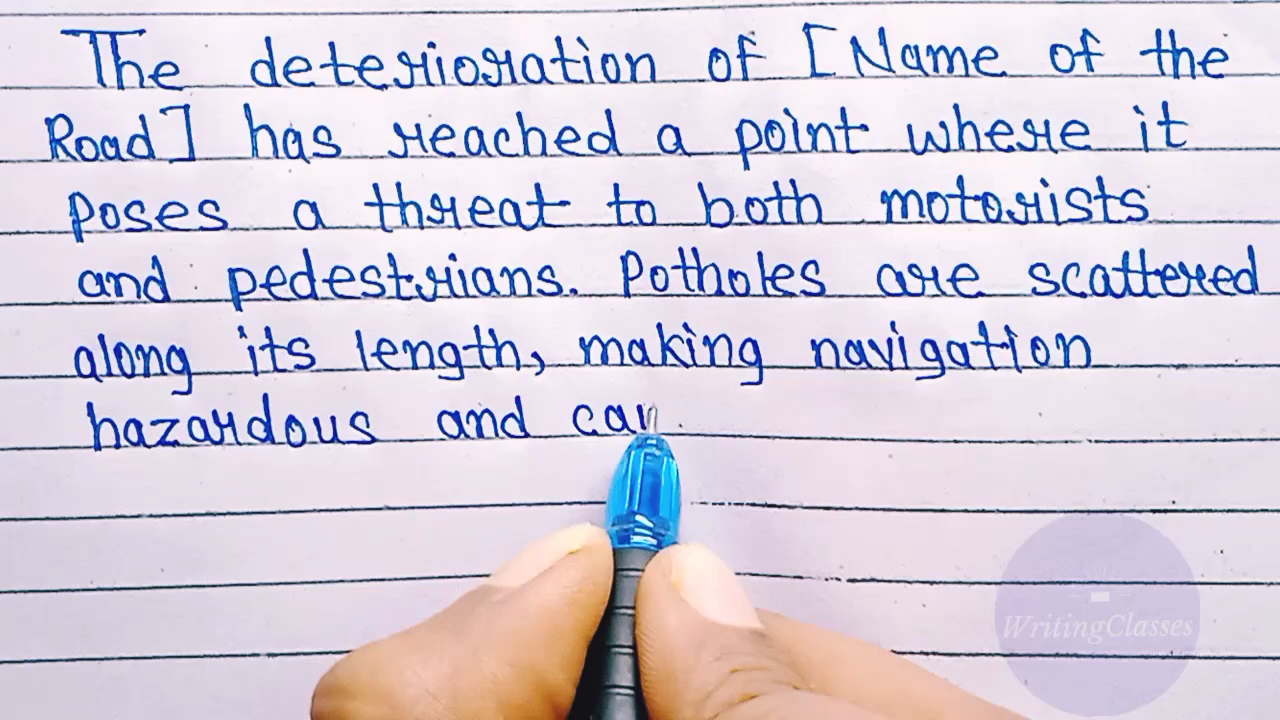 The deterioration of [Name of the
Road] has reached a point where it
poses a threat to both motorists
and pedestrians. Potholes are scattered
along its length, making navigation
hazardous and
WritingClasses